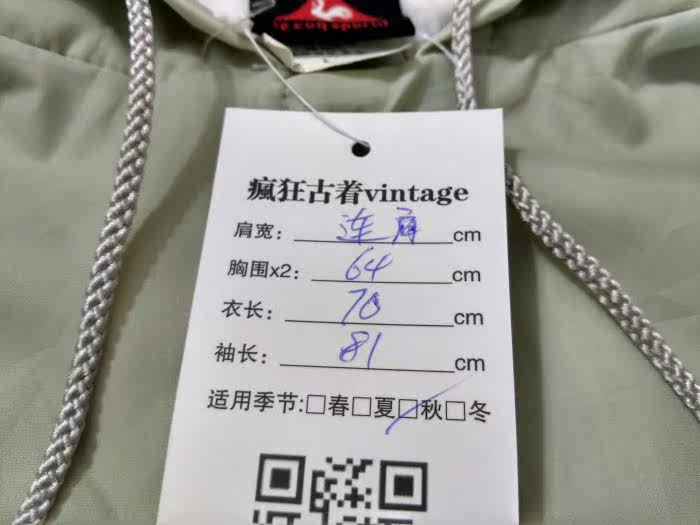 le coq sportif
瘋狂古着vintage
肩宽：连肩cm
胸围x2：64cm
衣长：70cm
袖长：81cm
适用季节:□春□夏☑秋□冬